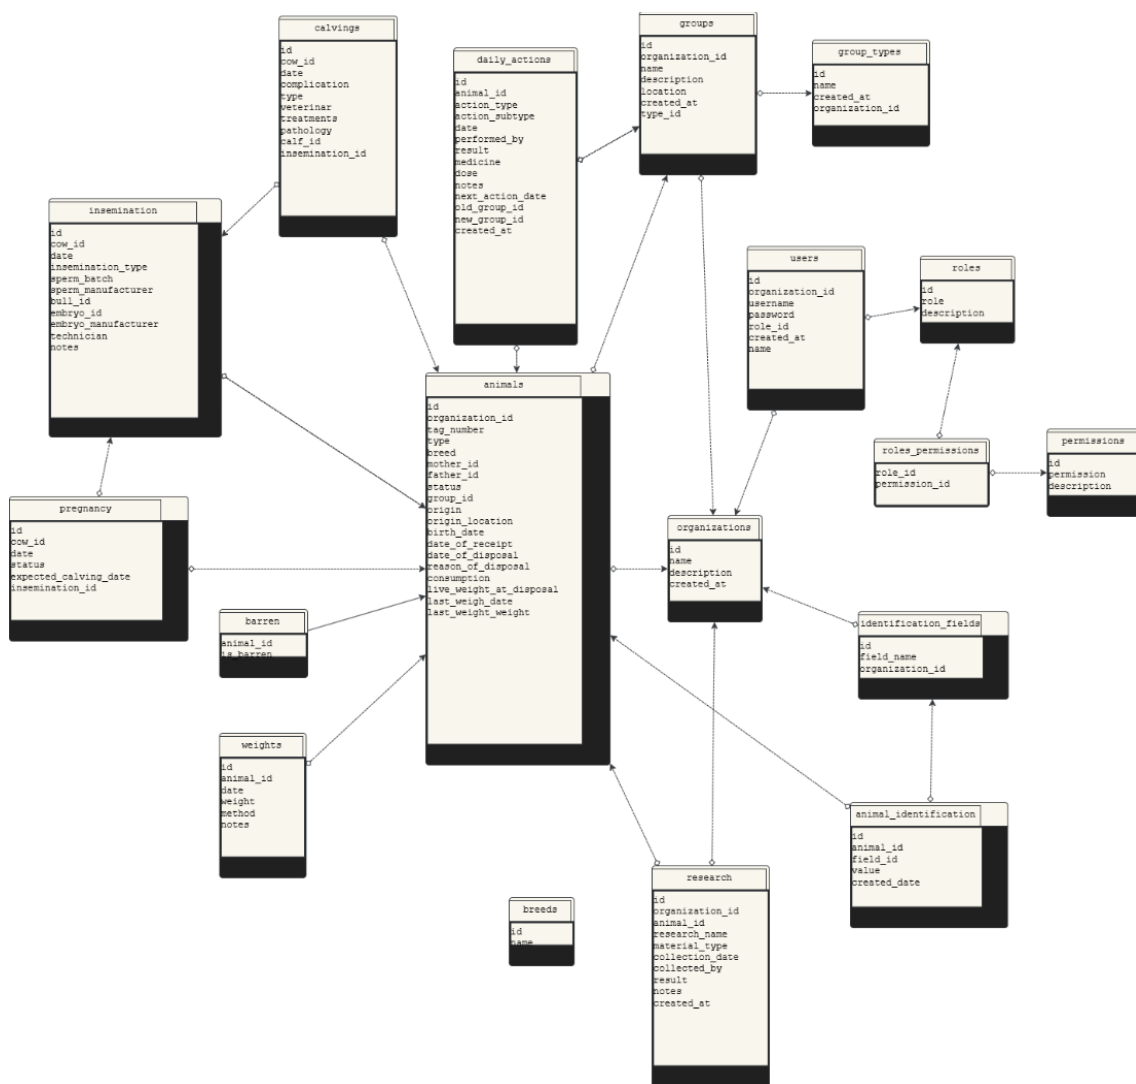 calvings
id
cow_id
date
complication
type
veterinar
treatments
pathology
calf_id
insemination_id
daily_actions
id
animal_id
action_type
action_subtype
date
performed_by
result
medicine
dose
notes
next_action_date
old_group_id
new_group_id
created_at
groups
id
organization_id
name
description
location
created_at
type_id
group_types
id
name
created_at
organization_id
insemination
id
cow_id
date
insemination_type
sperm_batch
sperm_manufacturer
bull_id
embryo_id
embryo_manufacturer
technician
notes
users
id
organization_id
username
password
role_id
created_at
name
roles
id
role
description
animals
id
organization_id
tag_number
type
breed
mother_id
father_id
status
group_id
origin
origin_location
birth_date
date_of_receipt
date_of_disposal
reason_of_disposal
consumption
live_weight_at_disposal
last_weigh_date
last_weight_weight
roles_permissions
role_id
permission_id
permissions
id
permission
description
pregnancy
id
cow_id
date
status
expected_calving_date
insemination_id
organizations
id
name
description
created_at
barren
animal_id
is_barren
identification_fields
id
field_name
organization_id
weights
id
animal_id
date
weight
method
notes
animal_identification
id
animal_id
field_id
value
created_date
research
id
organization_id
animal_id
research_name
material_type
collection_date
collected_by
result
notes
created_at
breeds
id
name